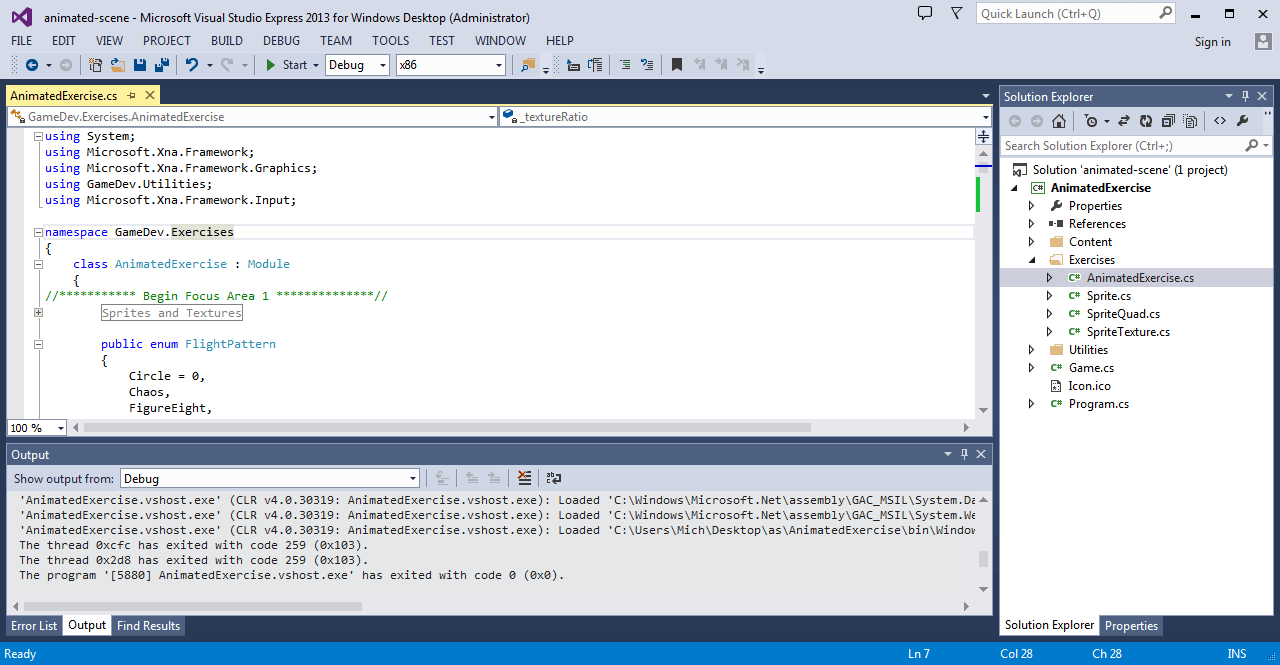 animated-scene - Microsoft Visual Studio Express 2013 for Windows Desktop (Administrator)
Quick Launch (Ctrl+Q)
FILE EDIT VIEW PROJECT BUILD DEBUG TEAM TOOLS TEST WINDOW HELP
Sign in
Start Debug x86
AnimatedExercise.cs
GameDev.Exercises.AnimatedExercise
_textureRatio
using System;
using Microsoft.Xna.Framework;
using Microsoft.Xna.Framework.Graphics;
using GameDev.Utilities;
using Microsoft.Xna.Framework.Input;
namespace GameDev.Exercises
{
class AnimatedExercise : Module
{
//*********** Begin Focus Area 1 **************//
Sprites and Textures
public enum FlightPattern
{
Circle = 0,
Chaos,
FigureEight,
100 %
Output
Show output from: Debug
'AnimatedExercise.vshost.exe' (CLR v4.0.30319: AnimatedExercise.vshost.exe): Loaded 'C:\Windows\Microsoft.Net\assembly\GAC_MSIL\System.Da
'AnimatedExercise.vshost.exe' (CLR v4.0.30319: AnimatedExercise.vshost.exe): Loaded 'C:\Windows\Microsoft.Net\assembly\GAC_MSIL\System.We
'AnimatedExercise.vshost.exe' (CLR v4.0.30319: AnimatedExercise.vshost.exe): Loaded 'C:\Users\Mich\Desktop\as\AnimatedExercise\bin\Window
The thread 0xcfc has exited with code 259 (0x103).
The thread 0x2d8 has exited with code 259 (0x103).
The program '[5880] AnimatedExercise.vshost.exe' has exited with code 0 (0x0).
Error List Output Find Results
Solution Explorer
Search Solution Explorer (Ctrl+;)
Solution 'animated-scene' (1 project)
C# AnimatedExercise
Properties
References
Content
Exercises
C# AnimatedExercise.cs
C# Sprite.cs
C# SpriteQuad.cs
C# SpriteTexture.cs
Utilities
C# Game.cs
Icon.ico
C# Program.cs
Solution Explorer Properties
Ready Ln 7 Col 28 Ch 28 INS